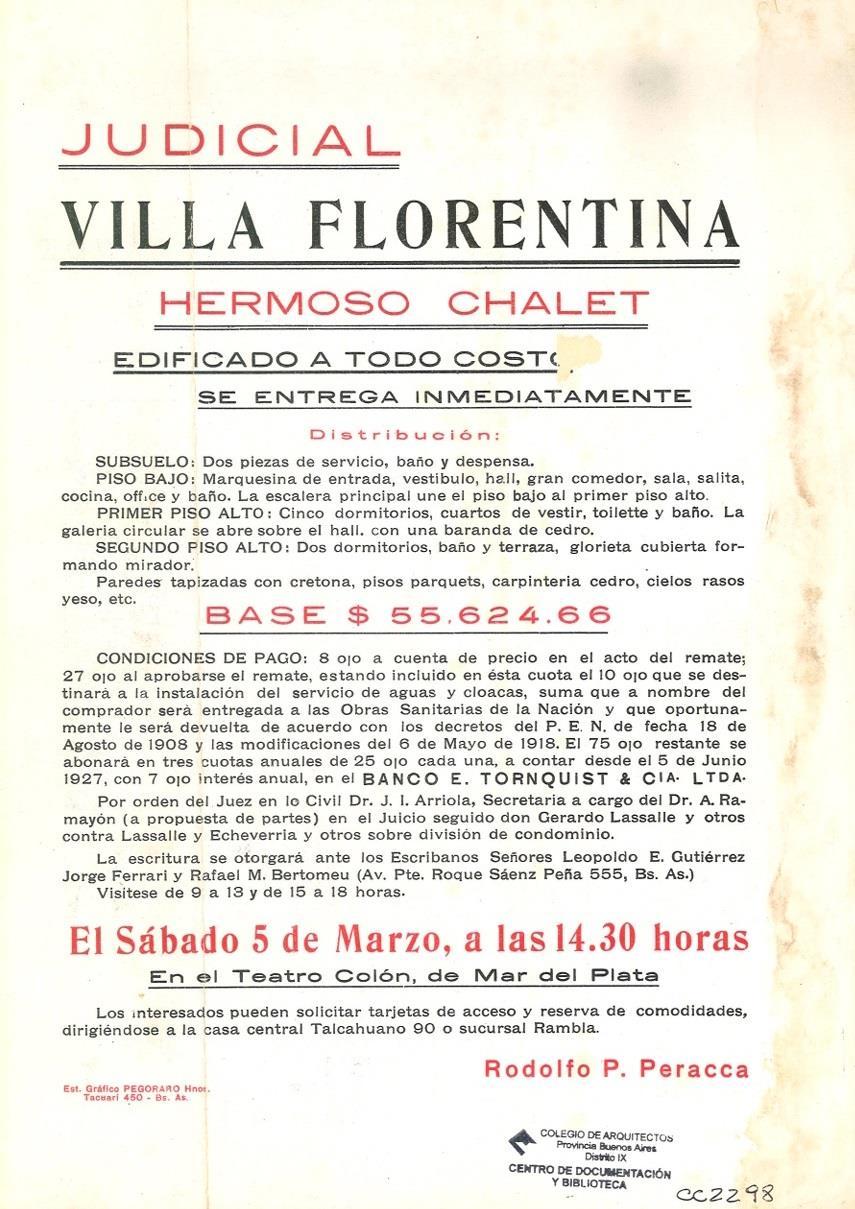 JUDICIAL
VILLA FLORENTINA
HERMOSO CHALET
EDIFICADO A TODO COSTO
SE ENTREGA INMEDIATAMENTE
Distribución:
SUBSUELO: Dos piezas de servicio, baño y despensa.
PISO BAJO: Marquesina de entrada, vestibulo, hall, gran comedor, sala, salita,
cocina, office y baño. La escalera principal une el piso bajo al primer piso alto.
PRIMER PISO ALTO: Cinco dormitorios, cuartos de vestir, toilette y baño. La
galeria circular se abre sobre el hall. con una baranda de cedro.
SEGUNDO PISO ALTO: Dos dormitorios, baño y terraza, glorieta cubierta for-
mando mirador.
Paredes tapizadas con cretona, pisos parquets, carpinteria cedro, cielos rasos
yeso, etc.
BASE $ 55.624.66
CONDICIONES DE PAGO: 8 o|o a cuenta de precio en el acto del remate;
27 o|o al aprobarse el remate, estando incluido en ésta cuota el 10 o|o que se des-
tinará a la instalación del servicio de aguas y cloacas, suma que a nombre del
comprador será entregada a las Obras Sanitarias de la Nación y que oportuna-
mente le será devuelta de acuerdo con los decretos del P. E. N. de fecha 18 de
Agosto de 1908 y las modificaciones del 6 de Mayo de 1918. El 75 o|o restante se
abonará en tres cuotas anuales de 25 o|o cada una, a contar desde el 5 de Junio
1927, con 7 o|o interés anual, en el BANCO E. TORNQUIST & CIA. LTDA.
Por orden del Juez en lo Civil Dr. J. I. Arriola, Secretaria a cargo del Dr. A. Ra-
mayón (a propuesta de partes) en el Juicio seguido don Gerardo Lassalle y otros
contra Lassalle y Echeverria y otros sobre división de condominio.
La escritura se otorgará ante los Escribanos Señores Leopoldo E. Gutiérrez
Jorge Ferrari y Rafael M. Bertomeu (Av. Pte. Roque Sáenz Peña 555, Bs. As.)
Visítese de 9 a 13 y de 15 a 18 horas.
El Sábado 5 de Marzo, a las 14.30 horas
En el Teatro Colón, de Mar del Plata
Los interesados pueden solicitar tarjetas de acceso y reserva de comodidades,
dirigiéndose a la casa central Talcahuano 90 o sucursal Rambla.
Rodolfo P. Peracca
Est. Gráfico PEGORARO Hnos.
Tacuari 450 - Bs. As.
COLEGIO DE ARQUITECTOS
Provincia Buenos Aires
Distrito IX
CENTRO DE DOCUMENTACIÓN
Y BIBLIOTECA
CC2298